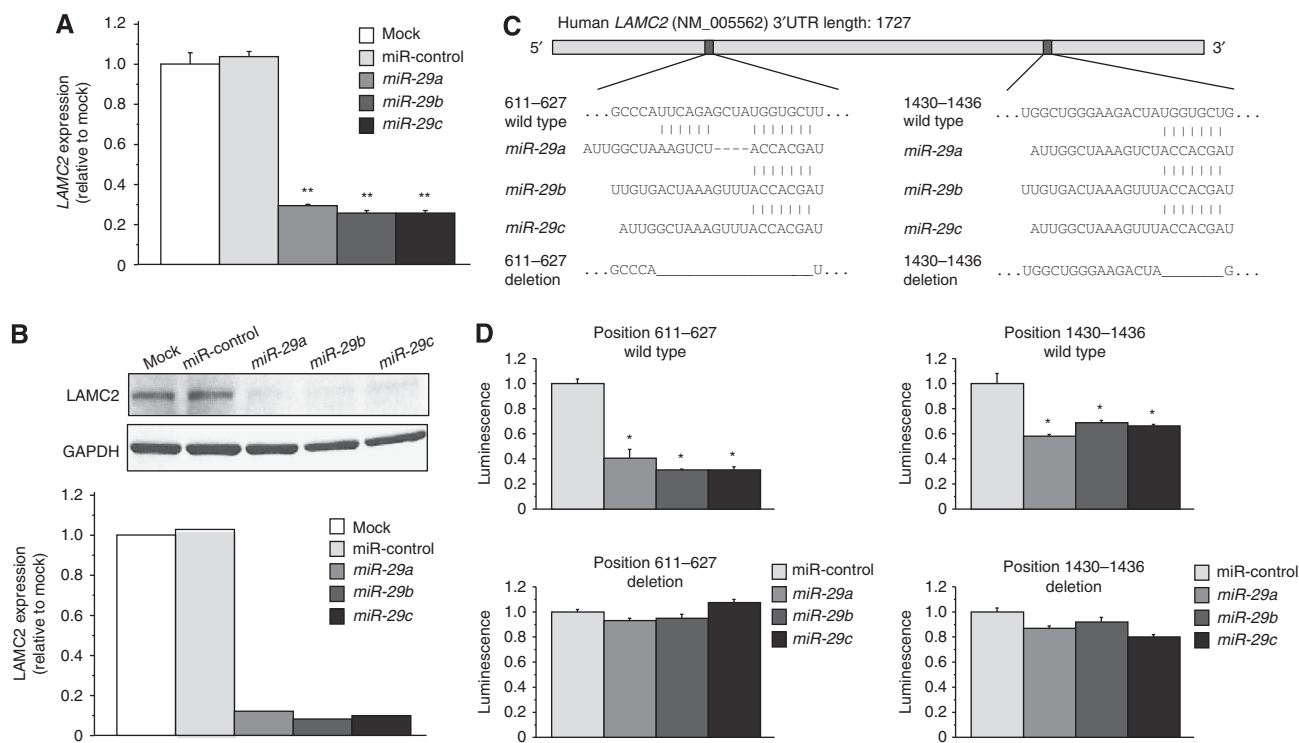 A
1.2
1.0
0.8
0.6
0.4
0.2
0
LAMC2 expression
(relative to mock)
Mock
miR-control
miR-29a
miR-29b
miR-29c
**
**
**
C
Human LAMC2 (NM_005562) 3′UTR length: 1727
5′
3′
611–627
wild type
...GCCCAUUCAGAGCUAUGGUGCUU...
miR-29a
AUUGGCUAAAGUCU----ACCACGAU
miR-29b
UUGUGACUAAAGUUUACCACGAU
miR-29c
AUUGGCUAAAGUUUACCACGAU
611–627
deletion
...GCCCA_______________U...
1430–1436
wild type
...UGGCUGGGAAGACUAUGGUGCUG...
miR-29a
AUUGGCUAAAGUCUACCACGAU
miR-29b
UUGUGACUAAAGUUUACCACGAU
miR-29c
AUUGGCUAAAGUUUACCACGAU
1430–1436
deletion
...UGGCUGGGAAGACUA_______G...
B
Mock
miR-control
miR-29a
miR-29b
miR-29c
LAMC2
GAPDH
1.2
1.0
0.8
0.6
0.4
0.2
0
LAMC2 expression
(relative to mock)
Mock
miR-control
miR-29a
miR-29b
miR-29c
D
Position 611–627
wild type
1.2
1.0
0.8
0.6
0.4
0.2
0
Luminescence
*
*
*
Position 1430–1436
wild type
1.2
1.0
0.8
0.6
0.4
0.2
0
Luminescence
*
*
*
Position 611–627
deletion
1.2
1.0
0.8
0.6
0.4
0.2
0
Luminescence
miR-control
miR-29a
miR-29b
miR-29c
Position 1430–1436
deletion
1.2
1.0
0.8
0.6
0.4
0.2
0
Luminescence
miR-control
miR-29a
miR-29b
miR-29c